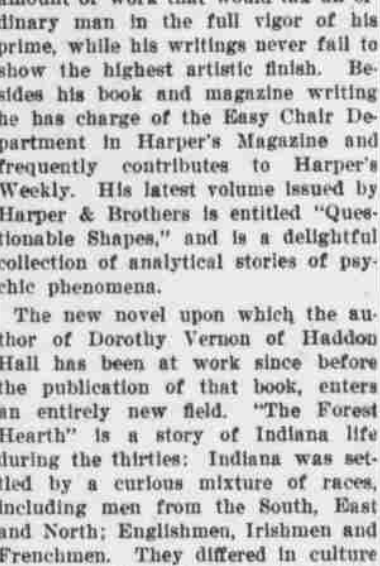 amount of work that would tax an or-
dinary man in the full vigor of his
prime, while his writings never fail to
show the highest artistic finish. Be-
sides his book and magazine writing
he has charge of the Easy Chair De-
partment in Harper's Magazine and
frequently contributes to Harper's
Weekly. His latest volume issued by
Harper & Brothers is entitled "Ques-
tionable Shapes," and is a delightful
collection of analytical stories of psy-
chic phenomena.
The new novel upon which the au-
thor of Dorothy Vernon of Haddon
Hall has been at work since before
the publication of that book, enters
an entirely new field. "The Forest
Hearth" is a story of Indiana life
during the thirties: Indiana was set-
tled by a curious mixture of races,
including men from the South, East
and North; Englishmen, Irishmen and
Frenchmen. They differed in culture